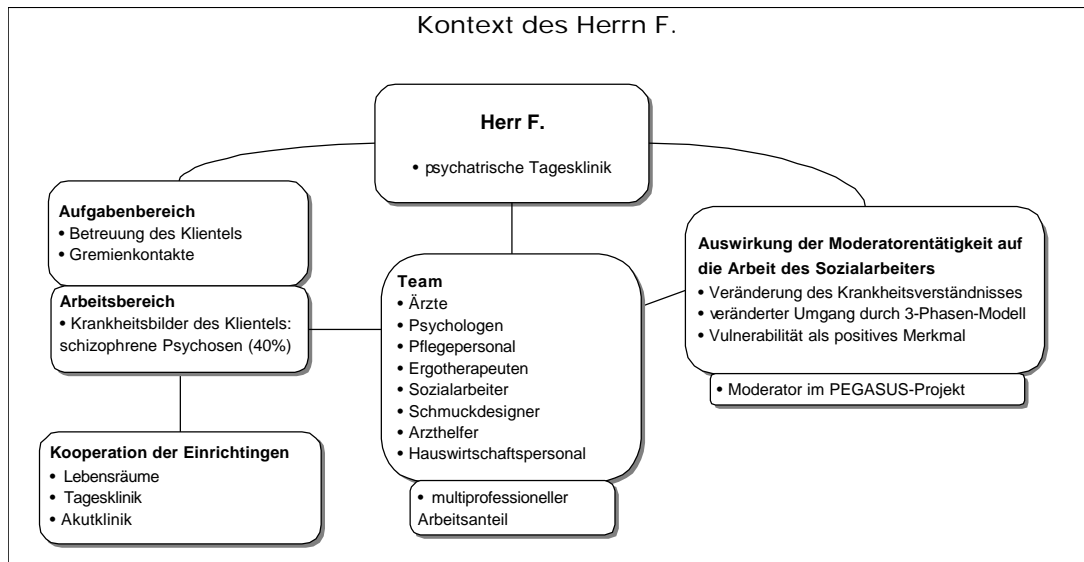 Kontext des Herrn F.
Herr F.
• psychatrische Tagesklinik
Aufgabenbereich
• Betreuung des Klientels
• Gremienkontakte
Arbeitsbereich
• Krankheitsbilder des Klientels:
schizophrene Psychosen (40%)
Kooperation der Einrichtingen
• Lebensräume
• Tagesklinik
• Akutklinik
Team
• Ärzte
• Psychologen
• Pflegepersonal
• Ergotherapeuten
• Sozialarbeiter
• Schmuckdesigner
• Arzthelfer
• Hauswirtschaftspersonal
• multiprofessioneller
Arbeitsanteil
Auswirkung der Moderatorentätigkeit auf
die Arbeit des Sozialarbeiters
• Veränderung des Krankheitsverständnisses
• veränderter Umgang durch 3-Phasen-Modell
• Vulnerabilität als positives Merkmal
• Moderator im PEGASUS-Projekt